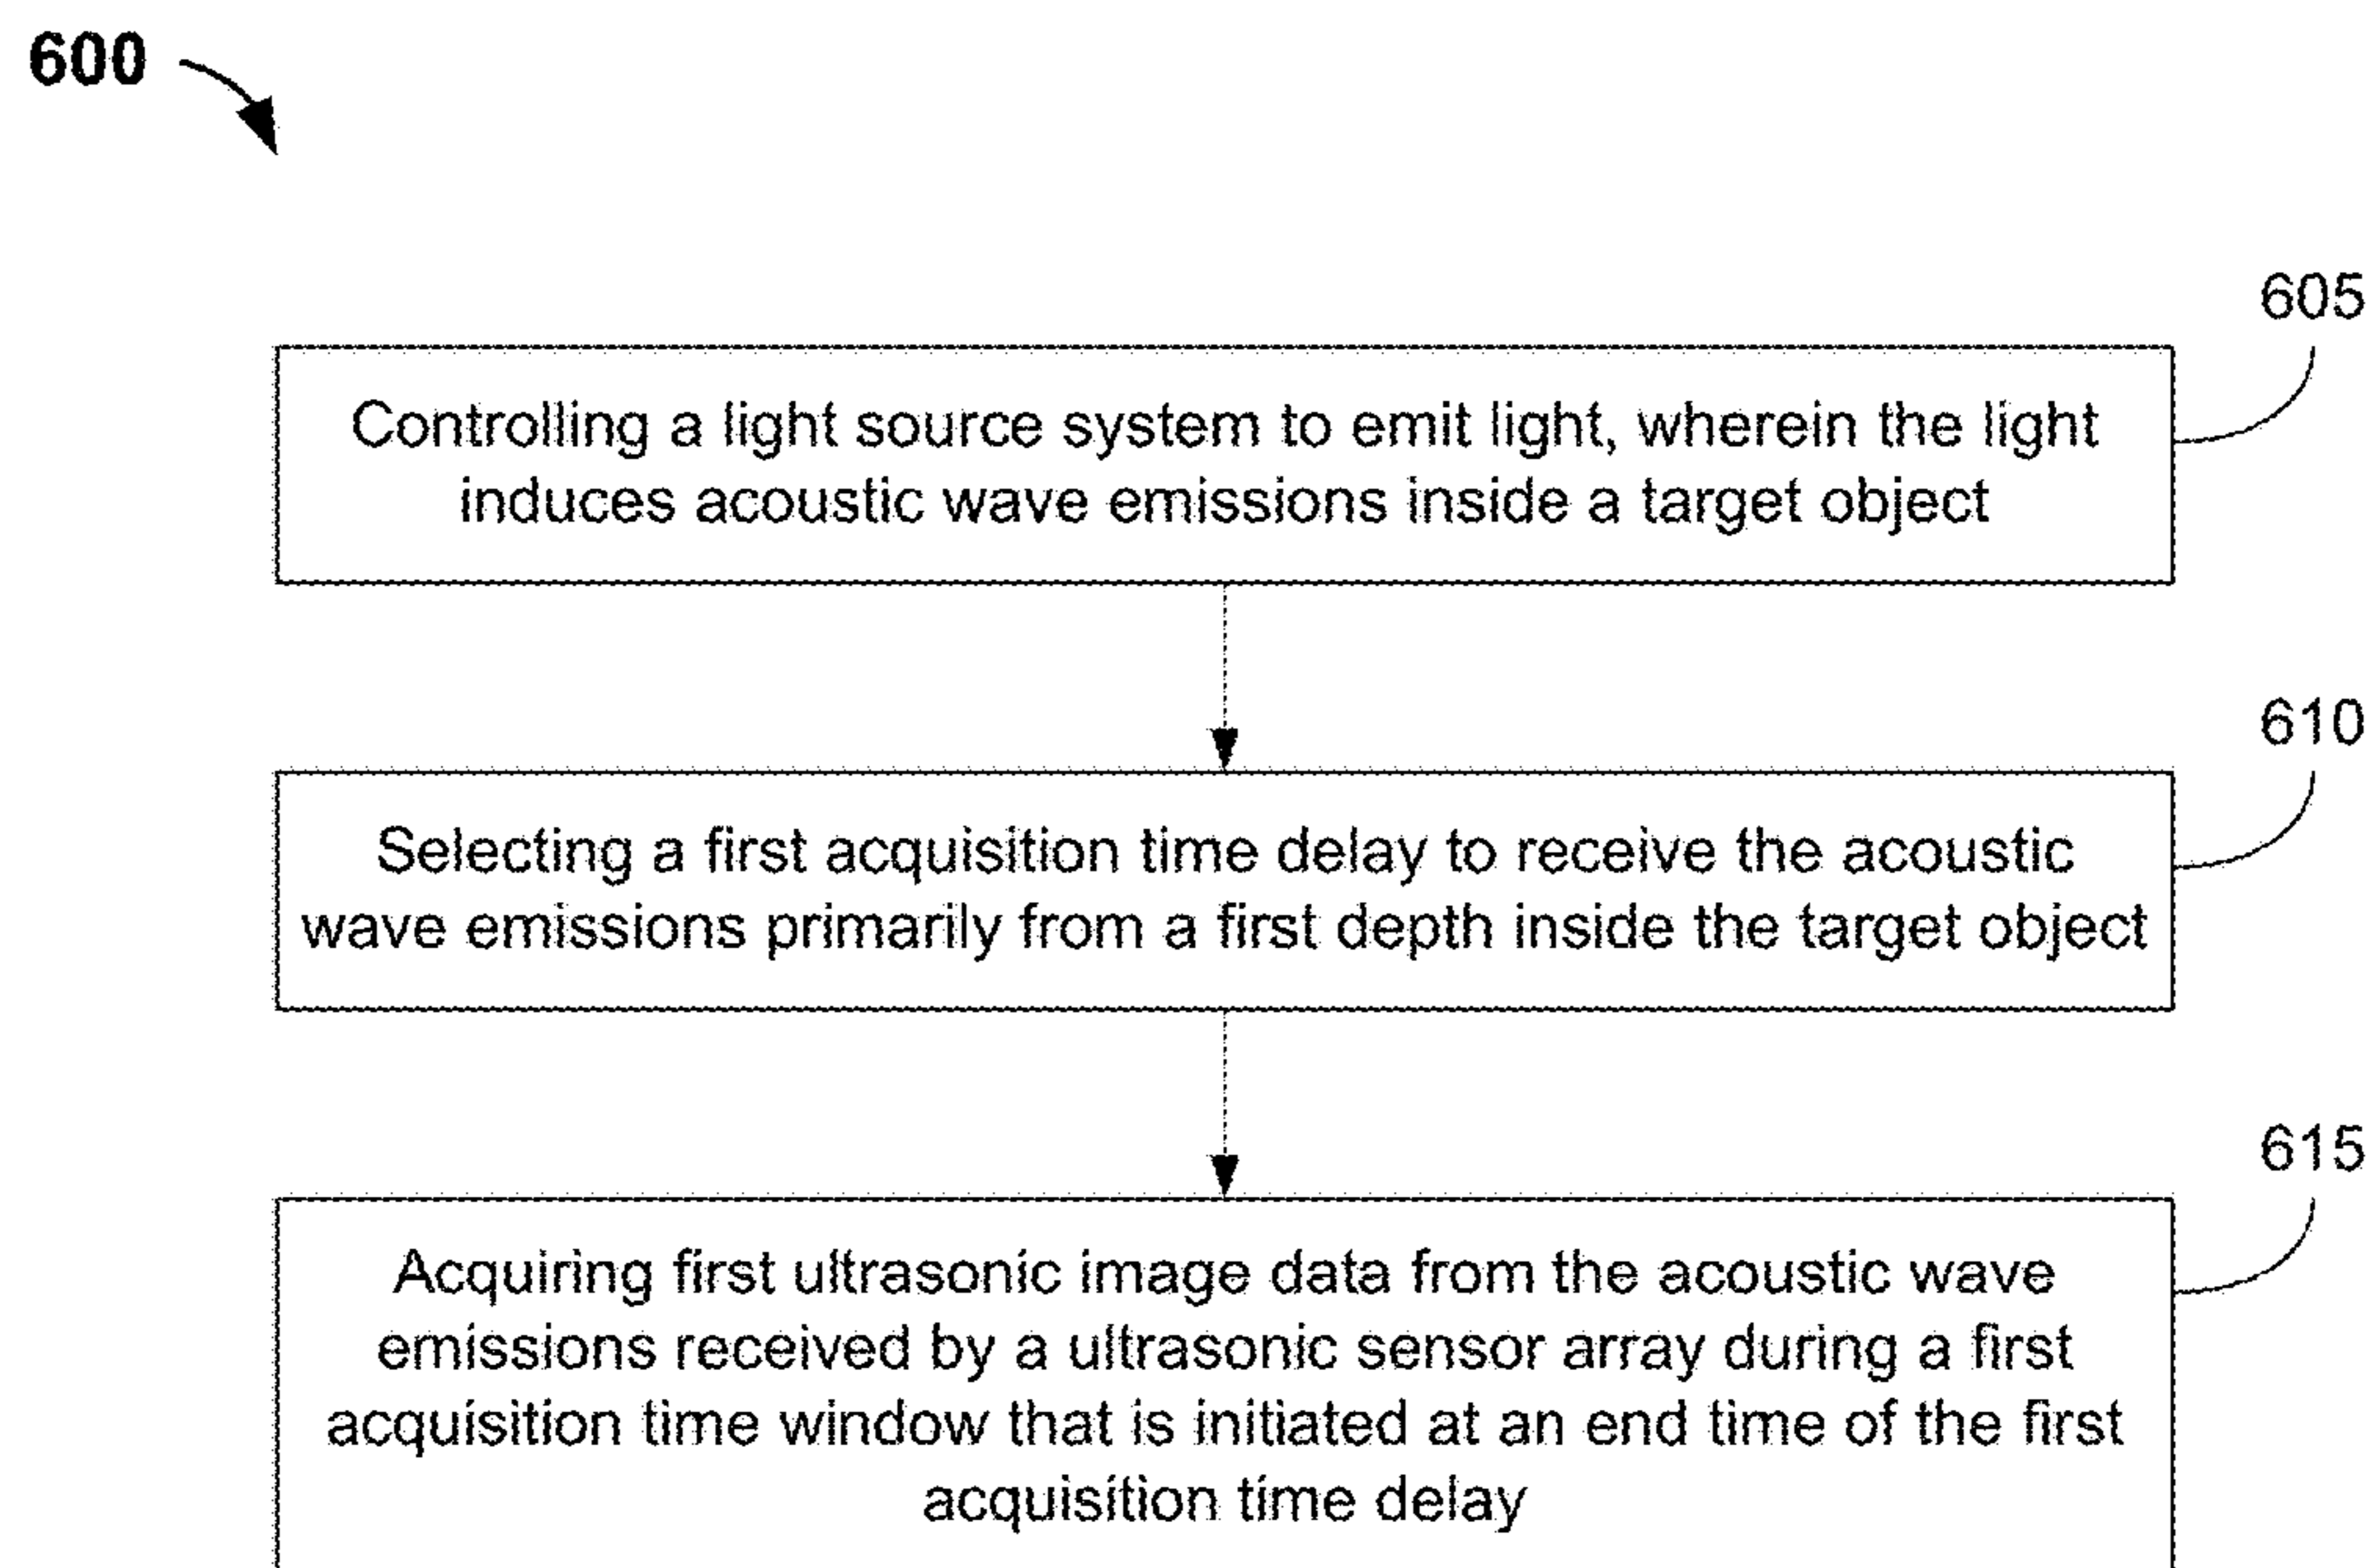 600
605
Controlling a light source system to emit light, wherein the light
induces acoustic wave emissions inside a target object
610
Selecting a first acquisition time delay to receive the acoustic
wave emissions primarily from a first depth inside the target object
615
Acquiring first ultrasonic image data from the acoustic wave
emissions received by a ultrasonic sensor array during a first
acquisition time window that is initiated at an end time of the first
acquisition time delay